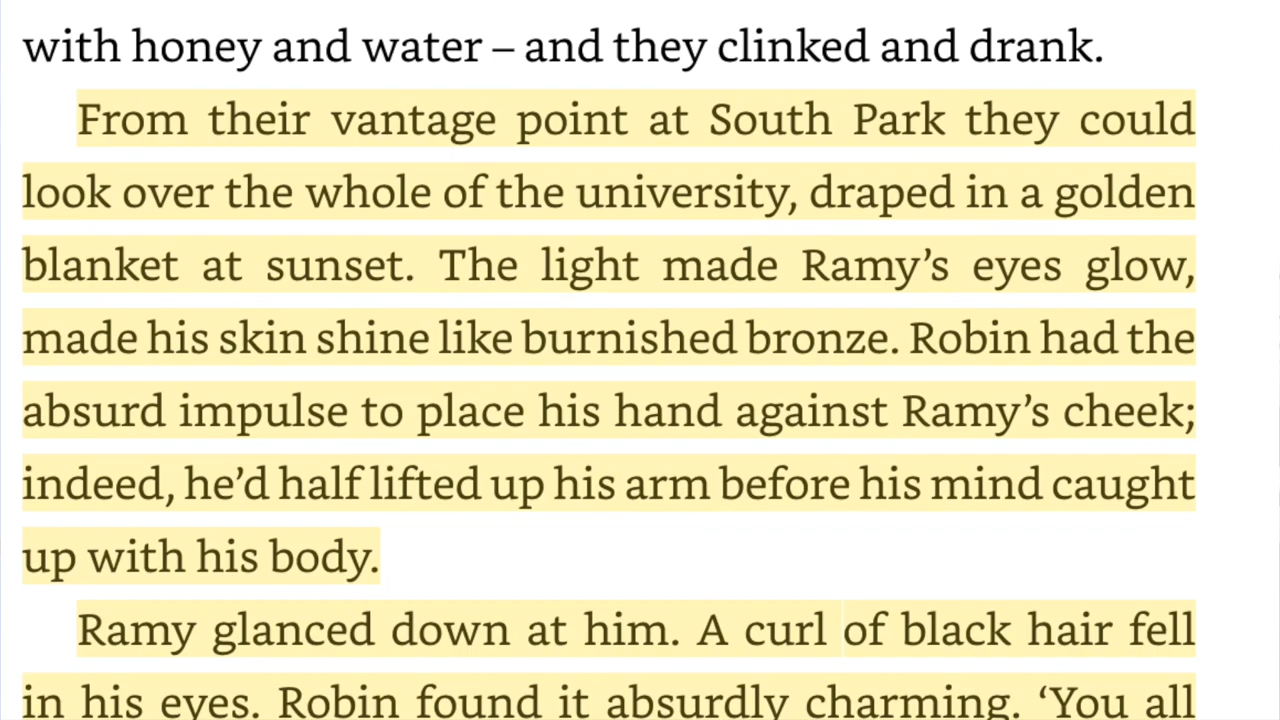 with honey and water – and they clinked and drank.
From their vantage point at South Park they could
look over the whole of the university, draped in a golden
blanket at sunset. The light made Ramy’s eyes glow,
made his skin shine like burnished bronze. Robin had the
absurd impulse to place his hand against Ramy’s cheek;
indeed, he’d half lifted up his arm before his mind caught
up with his body.
Ramy glanced down at him. A curl of black hair fell
in his eyes. Robin found it absurdly charming. ‘You all